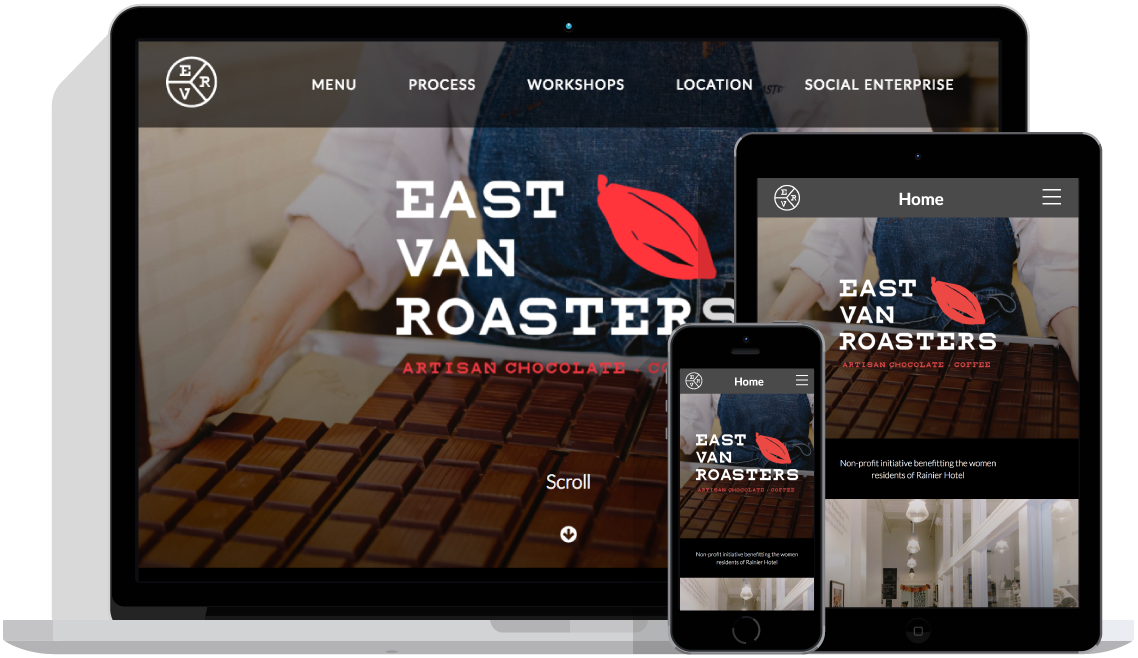 E R V
MENU PROCESS WORKSHOPS LOCATION SOCIAL ENTERPRISE
EAST
VAN
ROASTERS
ARTISAN CHOCOLATE
Scroll
E R V
Home
EAST
VAN
ROASTERS
ARTISAN CHOCOLATE / COFFEE
Non-profit initiative benefitting the women
residents of Rainier Hotel
E R V
Home
EAST
VAN
ROASTERS
ARTISAN CHOCOLATE / COFFEE
Non-profit initiative benefitting the women
residents of Rainier Hotel